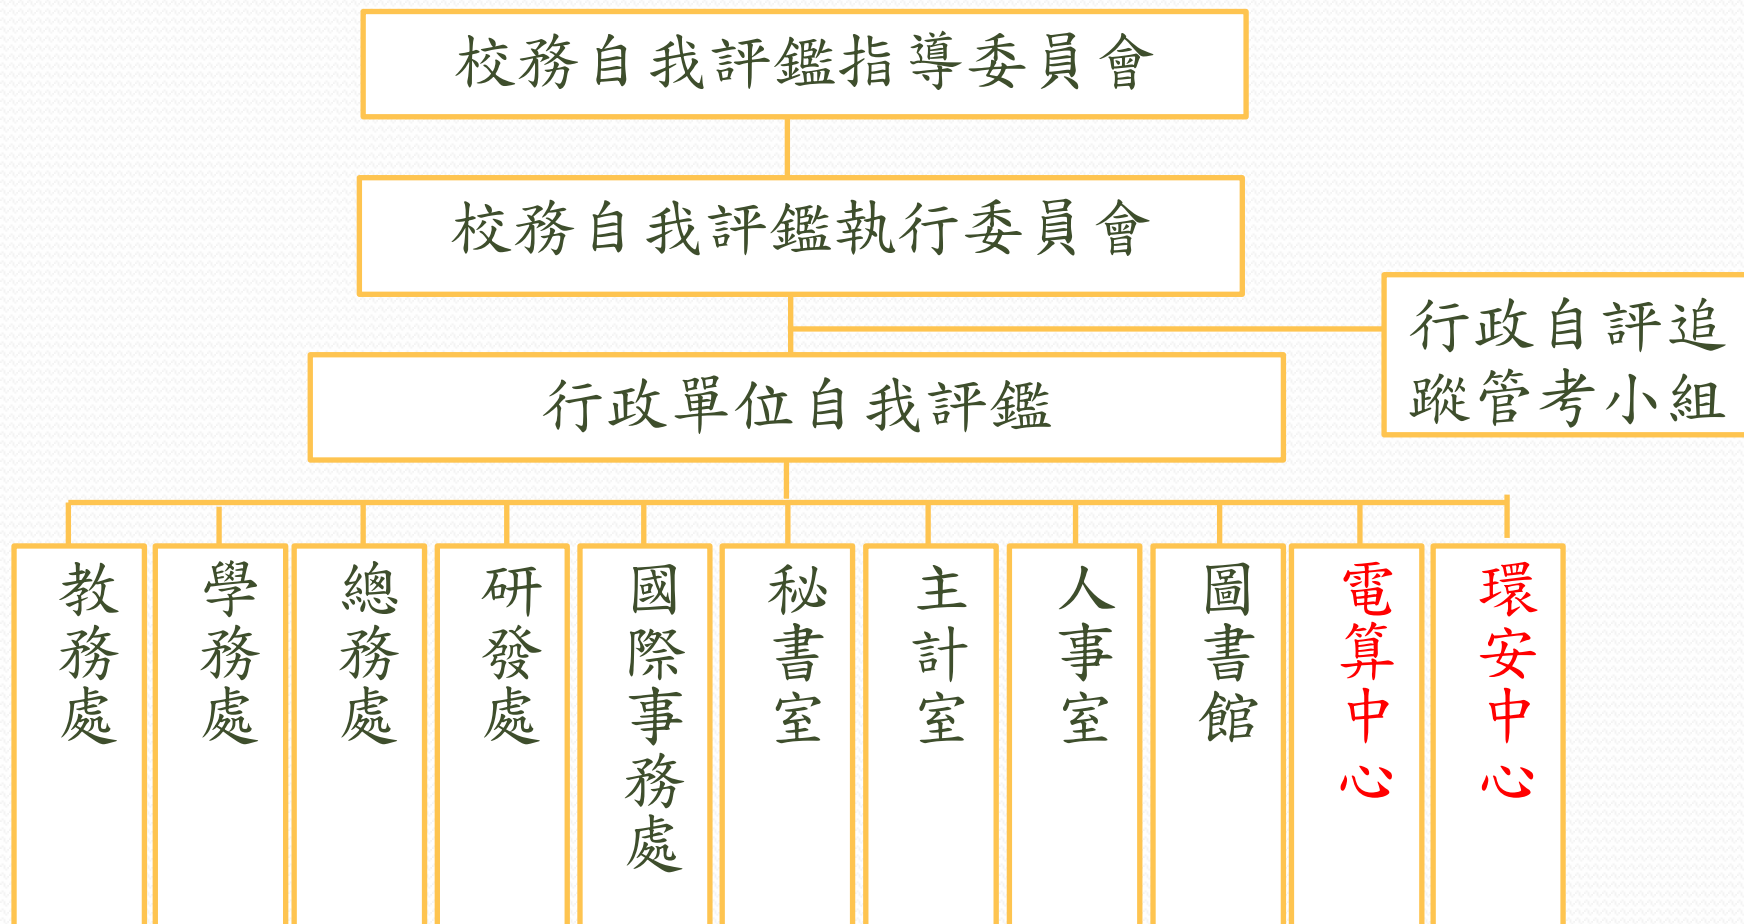 校務自我評鑑指導委員會
校務自我評鑑執行委員會
行政自評追
蹤管考小組
行政單位自我評鑑
教務處
學務處
總務處
研發處
國際事務處
秘書室
主計室
人事室
圖書館
電算中心
環安中心